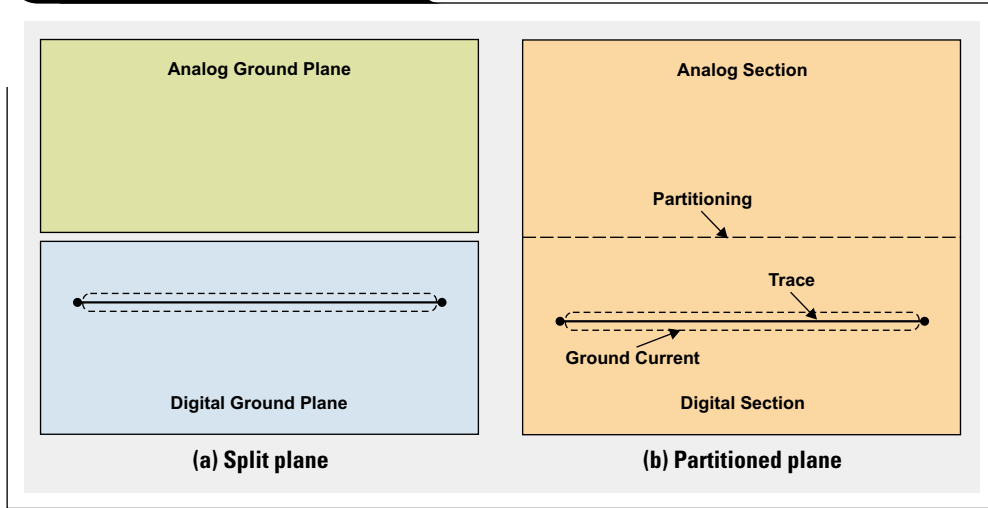 Analog Ground Plane
Digital Ground Plane
(a) Split plane
Analog Section
Partitioning
Trace
Ground Current
Digital Section
(b) Partitioned plane